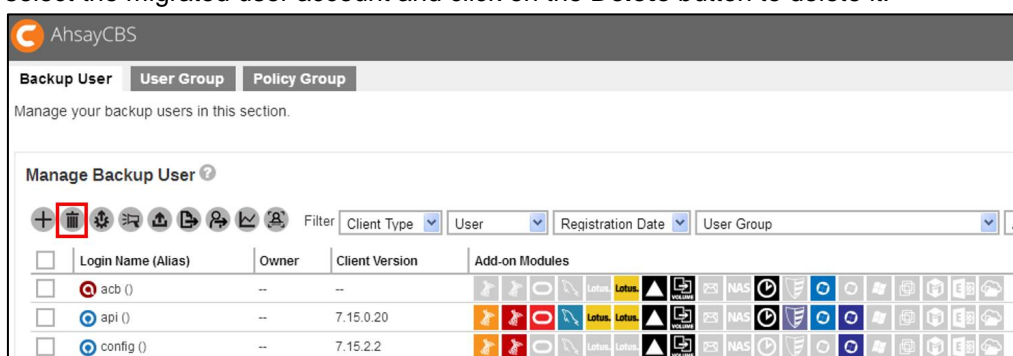 select the migrated user account and click on the Delete button to delete it.
AhsayCBS
Backup User User Group Policy Group
Manage your backup users in this section.
Manage Backup User ?
Filter Client Type User Registration Date User Group
Login Name (Alias) Owner Client Version Add-on Modules
acb () -- -- Lotus. Lotus. VOLUME NAS
api () -- 7.15.0.20 Lotus. Lotus. VOLUME NAS
config () -- 7.15.2.2 Lotus. Lotus. VOLUME NAS